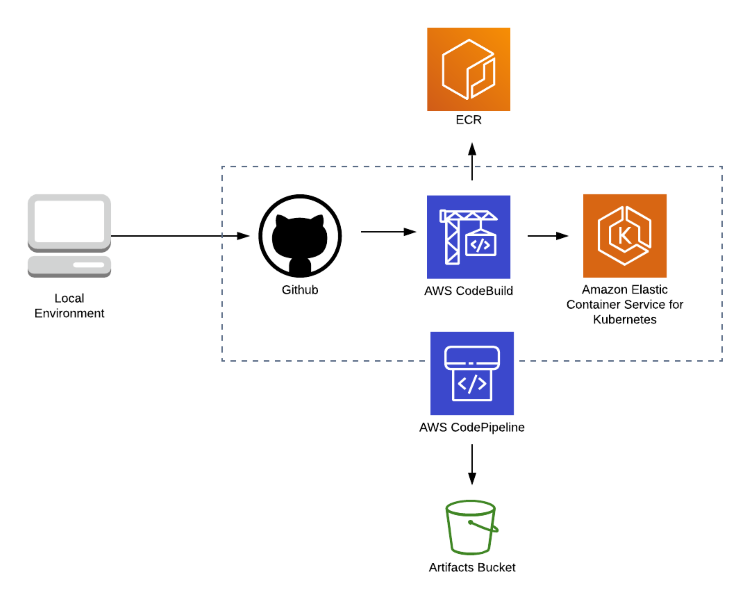 ECR
Local
Environment
Github
AWS CodeBuild
Amazon Elastic
Container Service for
Kubernetes
K
</>
</>
AWS CodePipeline
Artifacts Bucket